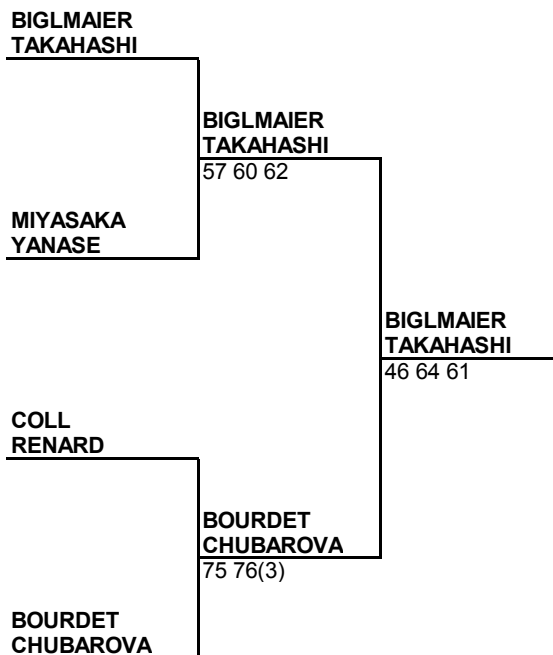 BIGLMAIER
TAKAHASHI
BIGLMAIER
TAKAHASHI
57 60 62
MIYASAKA
YANASE
BIGLMAIER
TAKAHASHI
46 64 61
COLL
RENARD
BOURDET
CHUBAROVA
75 76(3)
BOURDET
CHUBAROVA